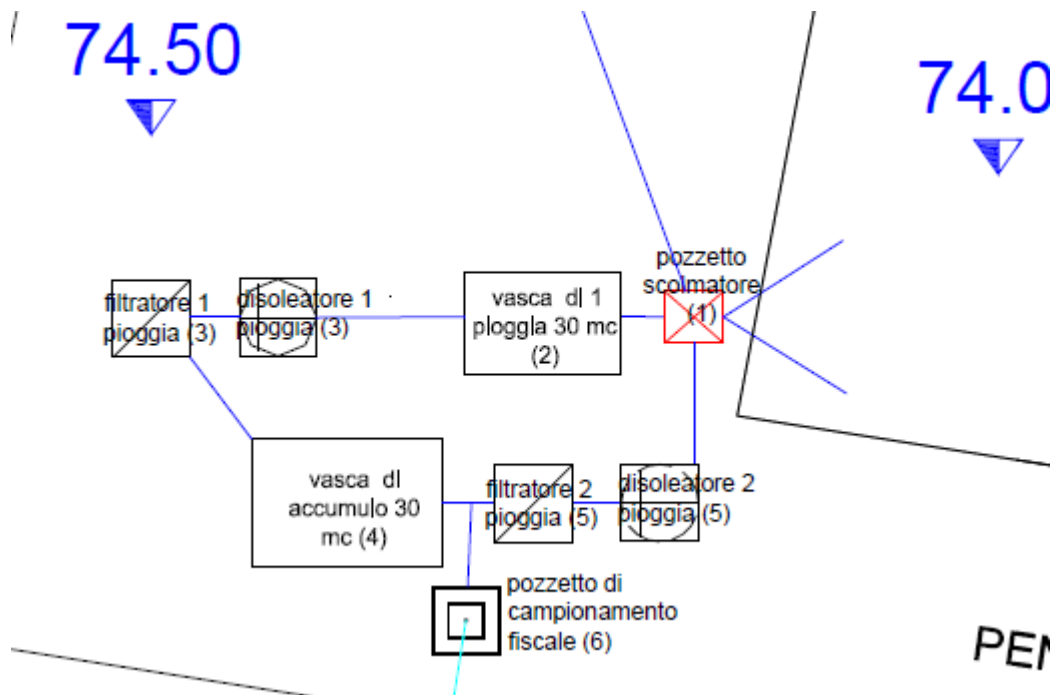 74.50
74.0
pozzetto
scolmatore
(1)
filtratore 1
pioggia (3)
disoleatore 1
pioggia (3)
vasca dI 1
pIoggIa 30 mc
(2)
vasca dI
accumulo 30
mc (4)
filtratore 2
pioggia (5)
disoleatore 2
pioggia (5)
pozzetto di
campionamento
fiscale (6)
PEN